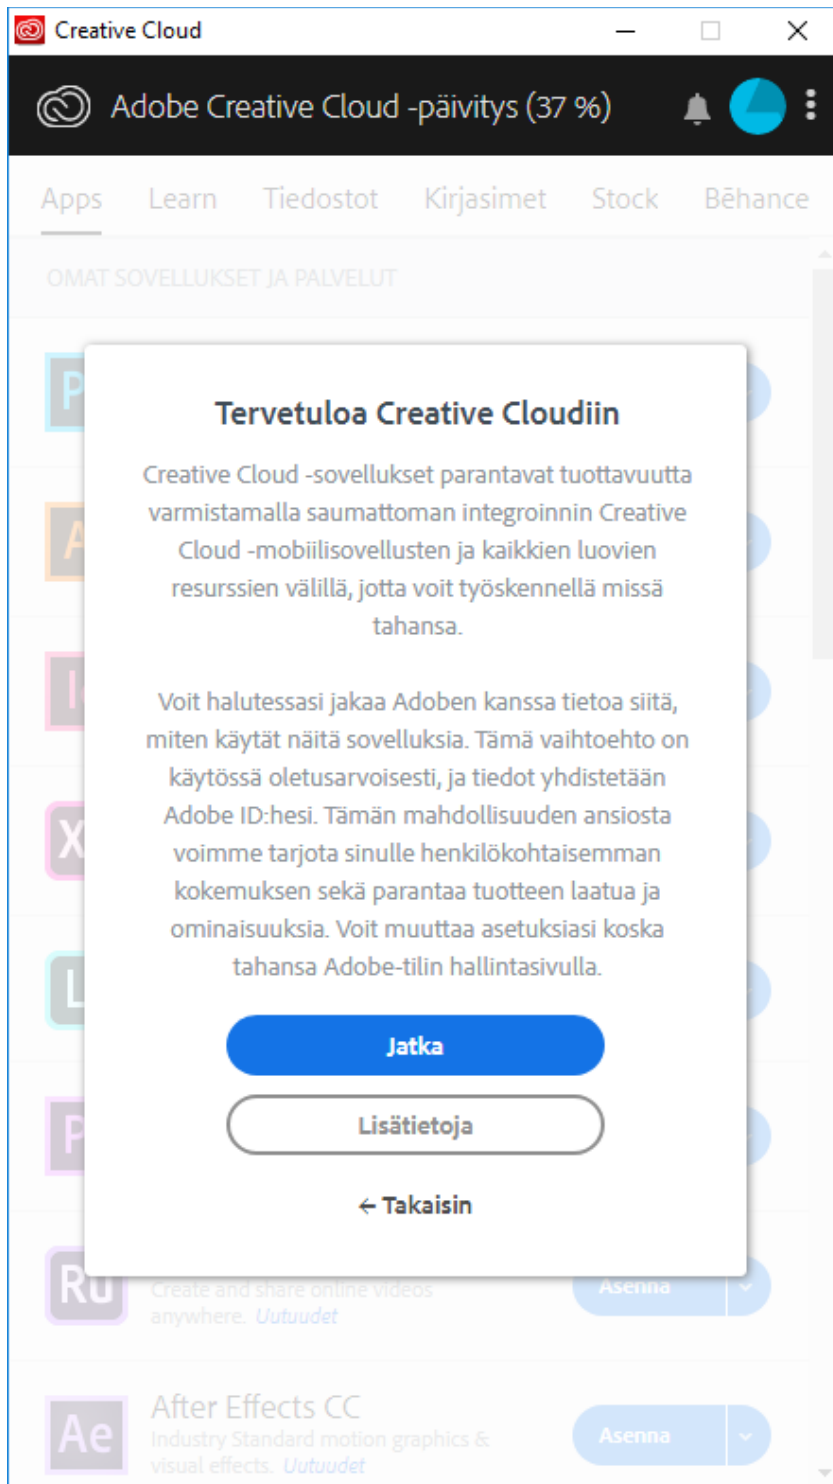 Creative Cloud
Adobe Creative Cloud -päivitys (37 %)
Apps Learn Tiedostot Kirjasimet Stock Bēhance
OMAT SOVELLUKSET JA PALVELUT
Tervetuloa Creative Cloudiin
Creative Cloud -sovellukset parantavat tuottavuutta
varmistamalla saumattoman integroinnin Creative
Cloud -mobiilisovellusten ja kaikkien luovien
resurssien välillä, jotta voit työskennellä missä
tahansa.
Voit halutessasi jakaa Adoben kanssa tietoa siitä,
miten käytät näitä sovelluksia. Tämä vaihtoehto on
käytössä oletusarvoisesti, ja tiedot yhdistetään
Adobe ID:hesi. Tämän mahdollisuuden ansiosta
voimme tarjota sinulle henkilökohtaisemman
kokemuksen sekä parantaa tuotteen laatua ja
ominaisuuksia. Voit muuttaa asetuksiasi koska
tahansa Adobe-tilin hallintasivulla.
Jatka
Lisätietoja
← Takaisin
Ru
Create and share online videos
anywhere. Uutuudet
Asenna
Ae
After Effects CC
Industry Standard motion graphics &
visual effects. Uutuudet
Asenna